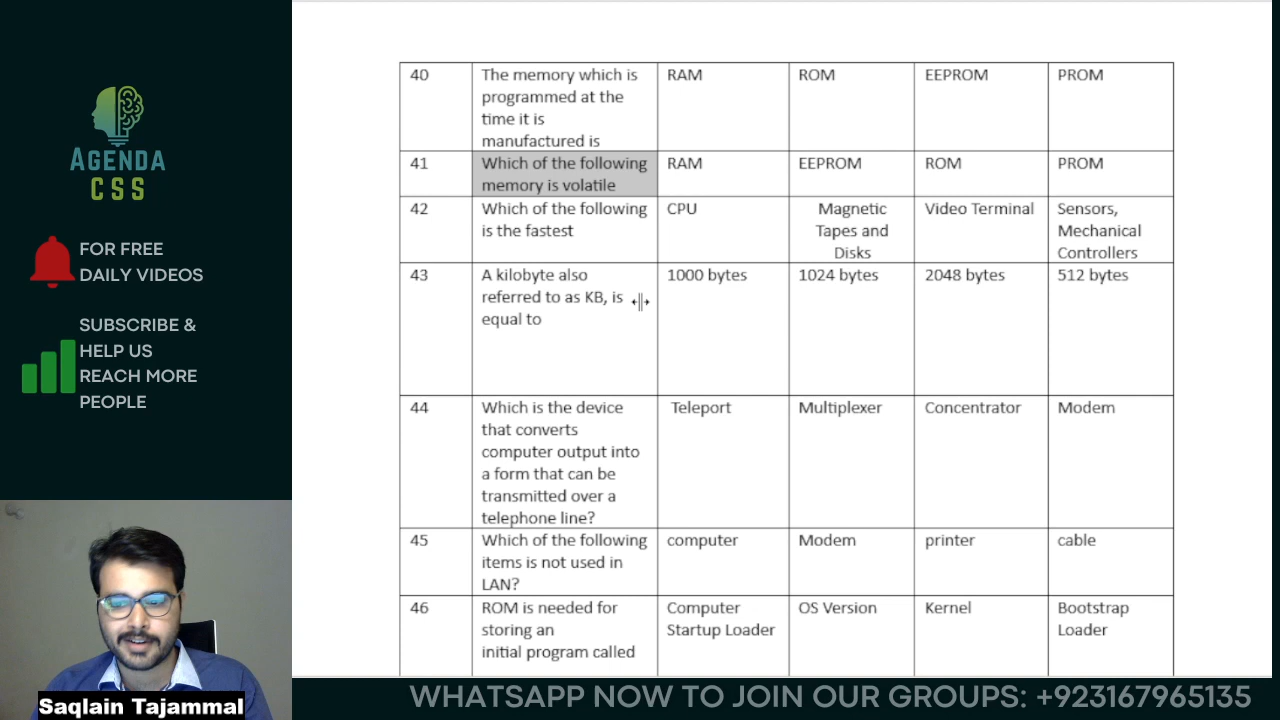 AGENDA
CSS
FOR FREE
DAILY VIDEOS
SUBSCRIBE &
HELP US
REACH MORE
PEOPLE
Saqlain Tajammal
40 The memory which is RAM ROM EEPROM PROM
programmed at the
time it is
manufactured is
41 Which of the following RAM EEPROM ROM PROM
memory is volatile
42 Which of the following CPU Magnetic Video Terminal Sensors,
is the fastest Tapes and Mechanical
Disks Controllers
43 A kilobyte also 1000 bytes 1024 bytes 2048 bytes 512 bytes
referred to as KB, is
equal to
44 Which is the device Teleport Multiplexer Concentrator Modem
that converts
computer output into
a form that can be
transmitted over a
telephone line?
45 Which of the following computer Modem printer cable
items is not used in
LAN?
46 ROM is needed for Computer OS Version Kernel Bootstrap
storing an Startup Loader Loader
initial program called
WHATSAPP NOW TO JOIN OUR GROUPS: +923167965135